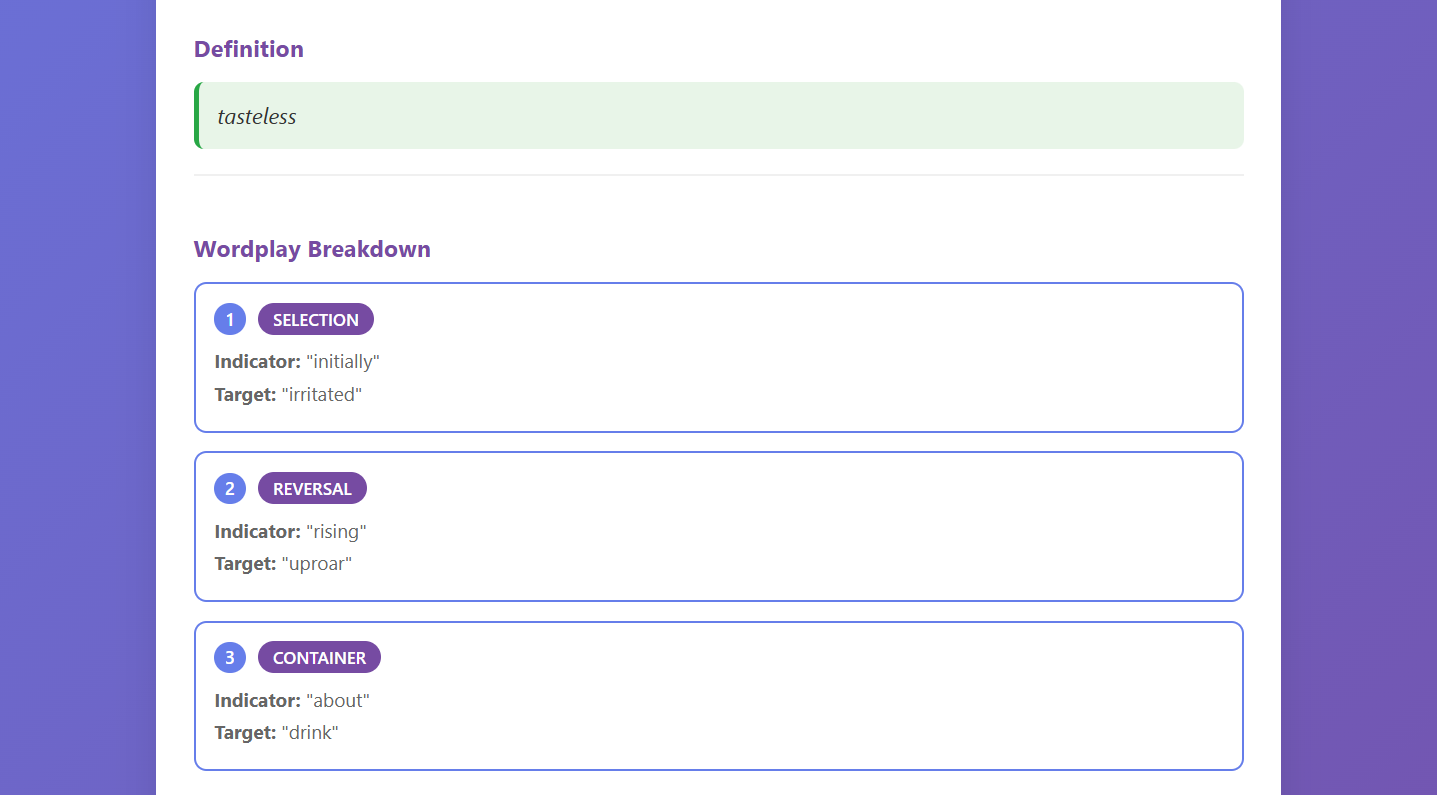 Definition
tasteless
Wordplay Breakdown
1 SELECTION
Indicator: "initially"
Target: "irritated"
2 REVERSAL
Indicator: "rising"
Target: "uproar"
3 CONTAINER
Indicator: "about"
Target: "drink"